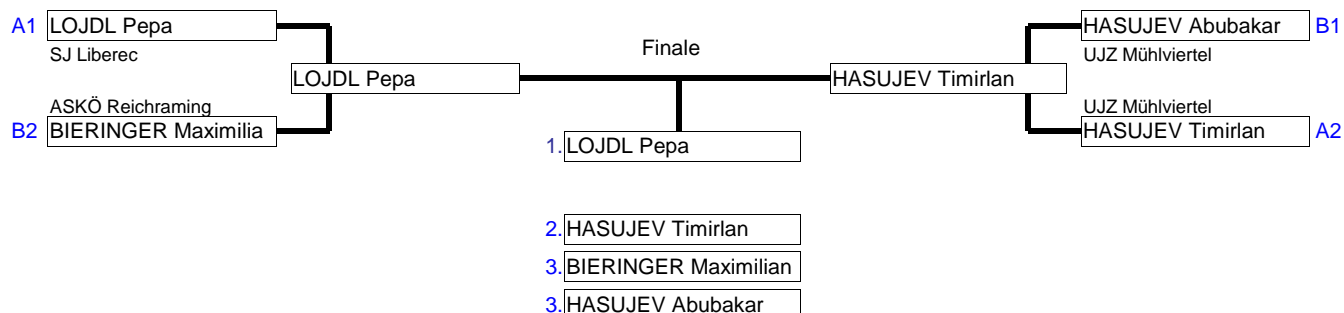 A1 LOJDL Pepa
SJ Liberec
LOJDL Pepa
ASKÖ Reichraming
B2 BIERINGER Maximilia
Finale
HASUJEV Abubakar B1
UJZ Mühlviertel
HASUJEV Timirlan
UJZ Mühlviertel
HASUJEV Timirlan A2
1. LOJDL Pepa
2. HASUJEV Timirlan
3. BIERINGER Maximilian
3. HASUJEV Abubakar